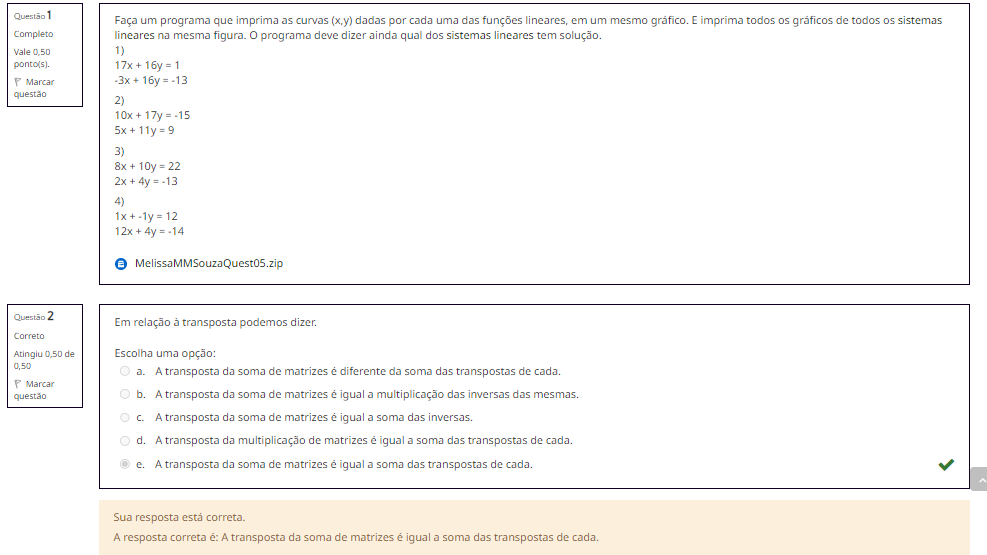 Questão 1
Completo
Vale 0,50
ponto(s).
Marcar
questão
Faça um programa que imprima as curvas (x,y) dadas por cada uma das funções lineares, em um mesmo gráfico. E imprima todos os gráficos de todos os sistemas
lineares na mesma figura. O programa deve dizer ainda qual dos sistemas lineares tem solução.
1)
17x + 16y = 1
-3x + 16y = -13
2)
10x + 17y = -15
5x + 11y = 9
3)
8x + 10y = 22
2x + 4y = -13
4)
1x + -1y = 12
12x + 4y = -14
MelissaMMSouzaQuest05.zip
Questão 2
Correto
Atingiu 0,50 de
0,50
Marcar
questão
Em relação à transposta podemos dizer.
Escolha uma opção:
a. A transposta da soma de matrizes é diferente da soma das transpostas de cada.
b. A transposta da soma de matrizes é igual a multiplicação das inversas das mesmas.
c. A transposta da soma de matrizes é igual a soma das inversas.
d. A transposta da multiplicação de matrizes é igual a soma das transpostas de cada.
e. A transposta da soma de matrizes é igual a soma das transpostas de cada.
Sua resposta está correta.
A resposta correta é: A transposta da soma de matrizes é igual a soma das transpostas de cada.